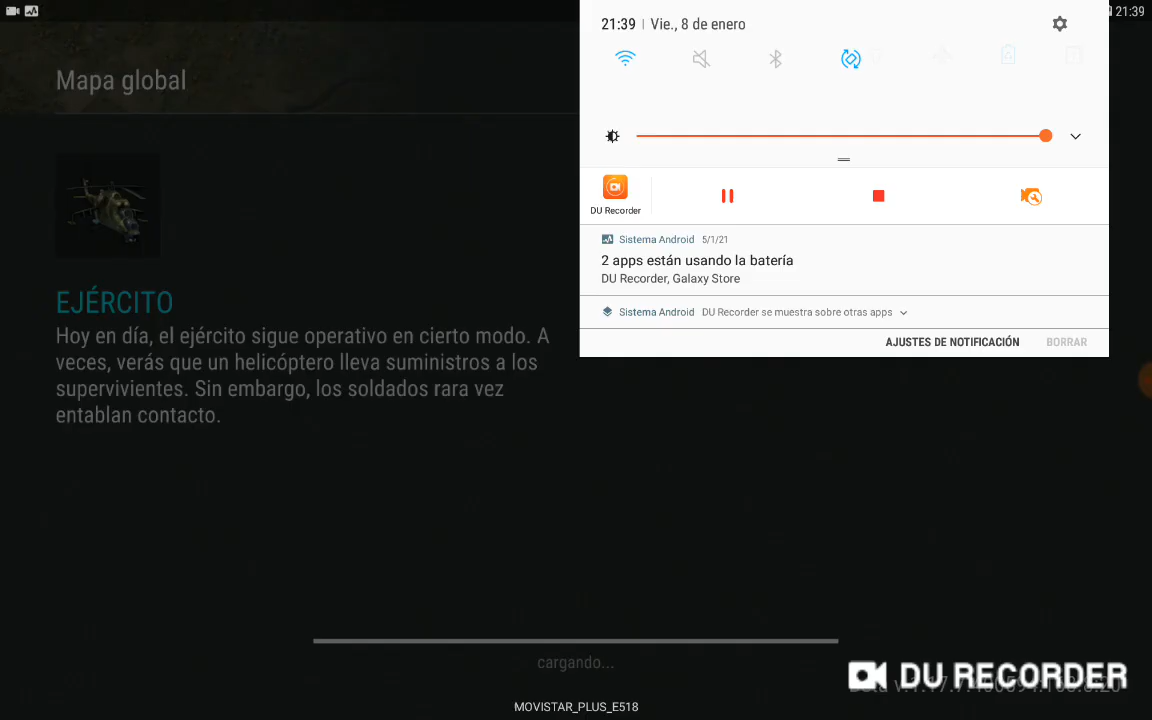 21:39 | Vie., 8 de enero
21:39
Mapa global
DU Recorder
Sistema Android 5/1/21
2 apps están usando la batería
DU Recorder, Galaxy Store
Sistema Android DU Recorder se muestra sobre otras apps
AJUSTES DE NOTIFICACIÓN BORRAR
EJÉRCITO
Hoy en día, el ejército sigue operativo en cierto modo. A
veces, verás que un helicóptero lleva suministros a los
supervivientes. Sin embargo, los soldados rara vez
entablan contacto.
cargando...
DU RECORDER
MOVISTAR_PLUS_E518